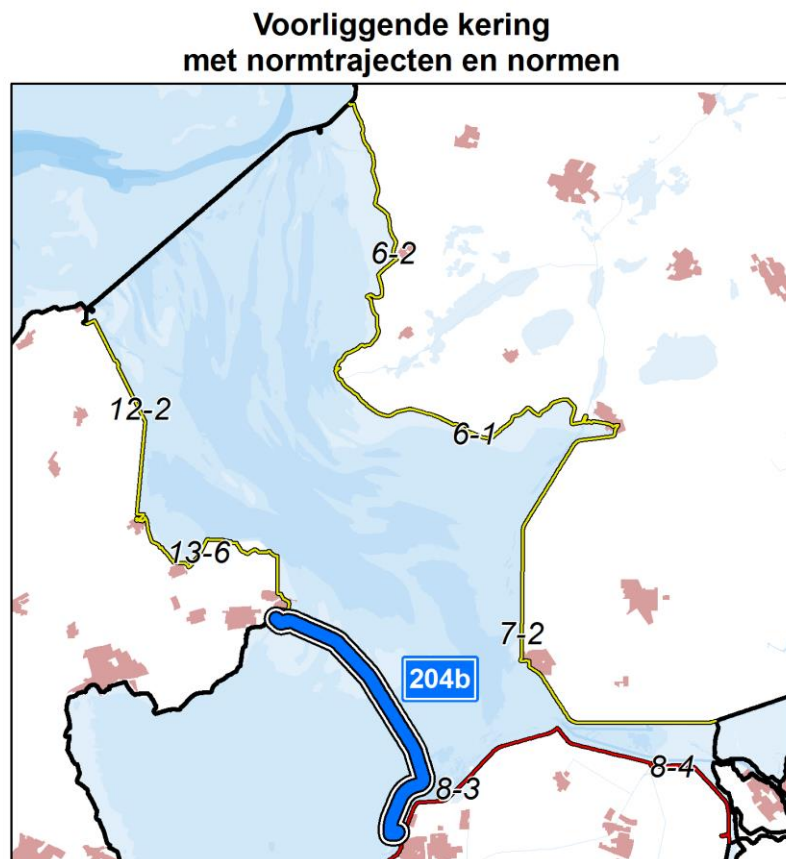 Voorliggende kering
met normtrajecten en normen
6-2
12-2
6-1
13-6
7-2
204b
8-4
8-3